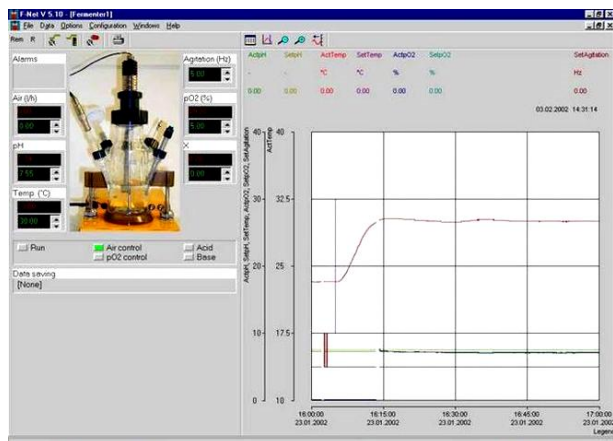 F-Net V 5.10 - [Fermenter1]
File Data Options Configuration Windows Help
Rem R
Alarms
Agitation (Hz)
5.00
Air (l/h)
0.00
pO2 (%)
5.00
pH
7.55
X
0.00
Temp (°C)
30.00
Run Air control Acid
pO2 control Base
Data saving
[None]
ActpH SetpH ActTemp SetTemp ActpO2 SetpO2 SetAgitation
- - °C °C % % Hz
0.00 0.00 0.00 0.00 0.00 0.00 0.00
03.02.2002 14:31:14
ActpH, SetpH, SetTemp, ActpO2, SetpO2, SetAgitation
ActTemp
40 40
30 32.5
20 25
10 17.5
0 10
16:00:00 16:15:00 16:30:00 16:45:00 17:00:00
23.01.2002 23.01.2002 23.01.2002 23.01.2002 23.01.2002